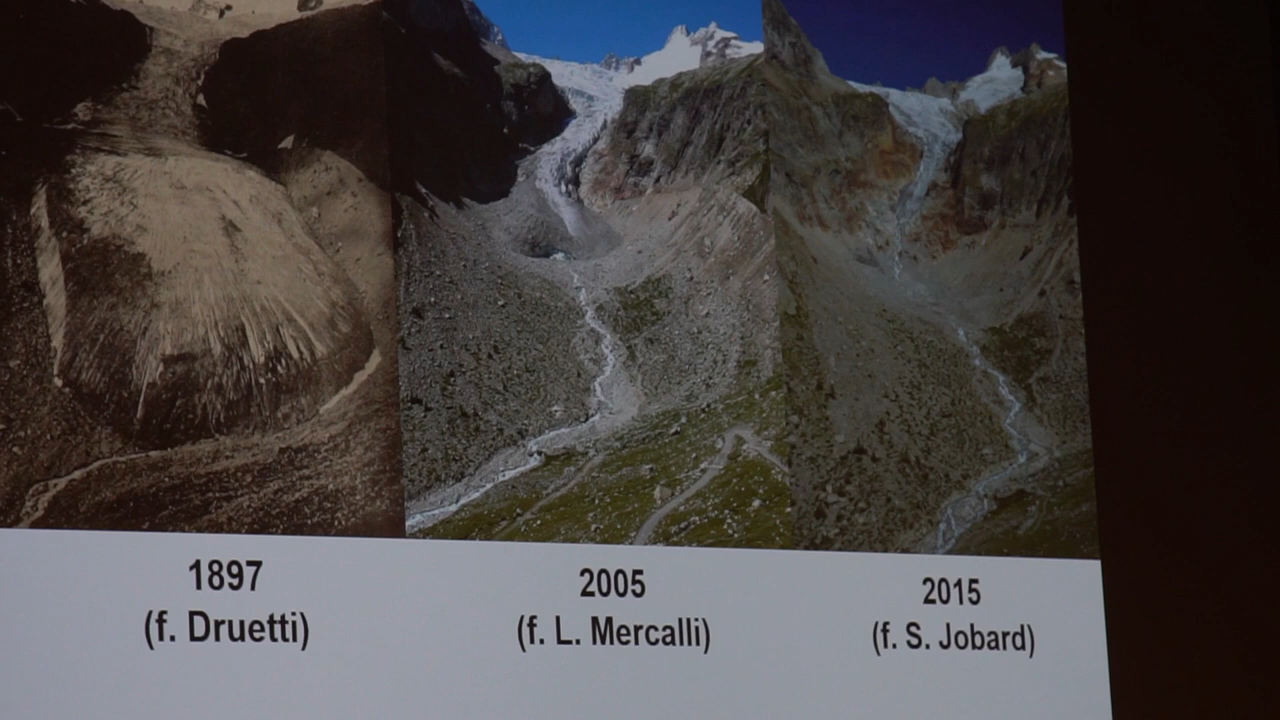 1897
(f. Druetti)
2005
(f. L. Mercalli)
2015
(f. S. Jobard)